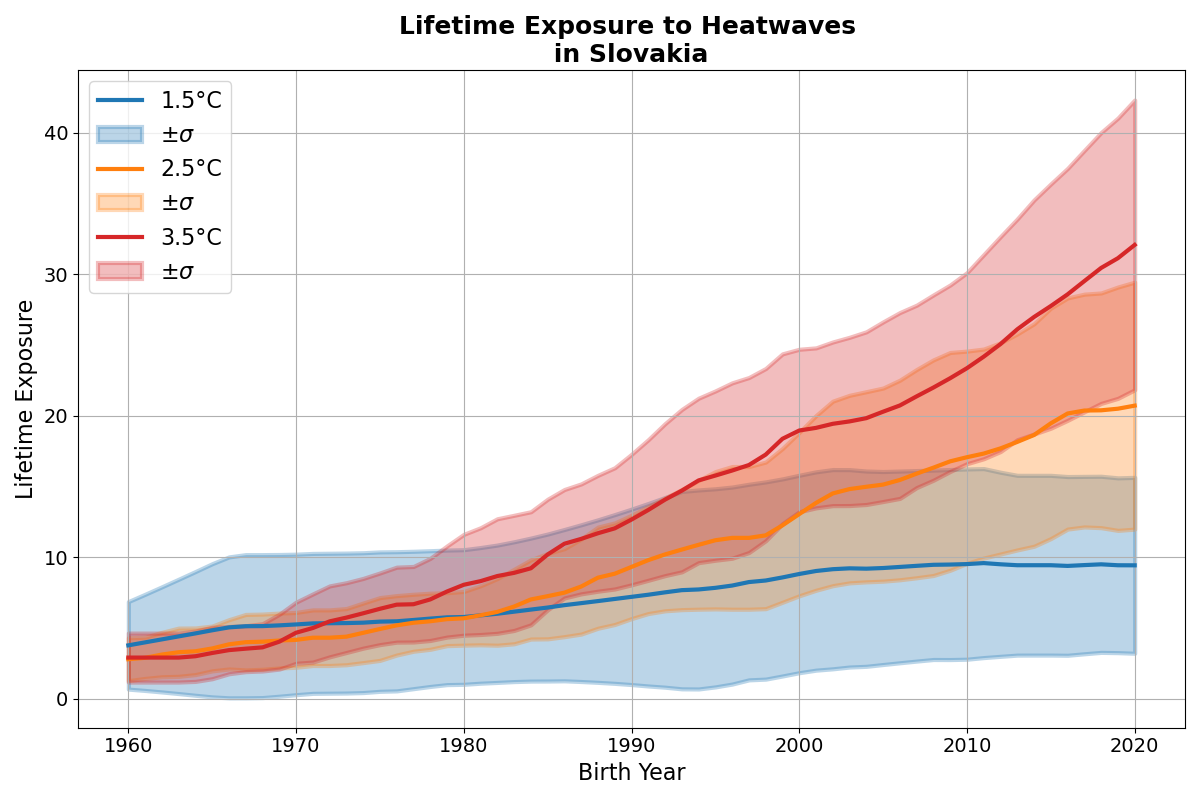 Lifetime Exposure to Heatwaves
in Slovakia
1.5°C
±σ
2.5°C
±σ
3.5°C
±σ
Lifetime Exposure
40
30
20
10
0
1960 1970 1980 1990 2000 2010 2020
Birth Year